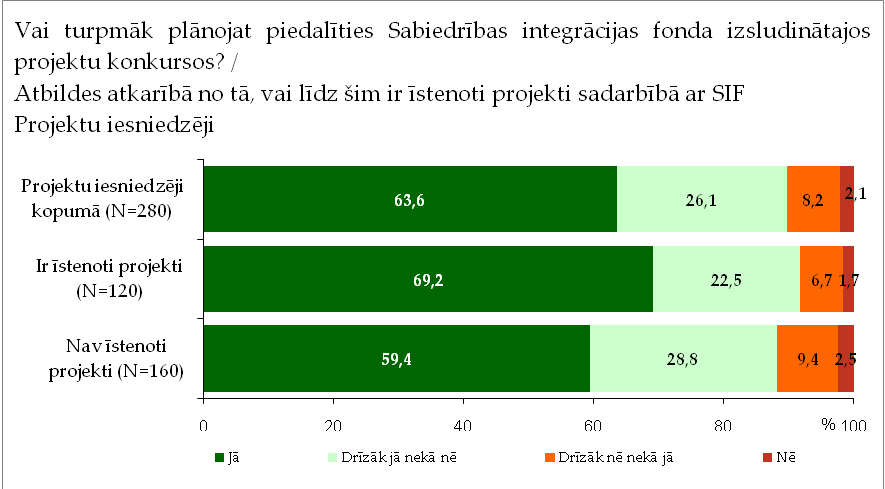 Vai turpmāk plānojat piedalīties Sabiedrības integrācijas fonda izsludinātajos
projektu konkursos? /
Atbildes atkarībā no tā, vai līdz šim ir īstenoti projekti sadarbībā ar SIF
Projektu iesniedzēji
Projektu iesniedzēji
kopumā (N=280)
63,6 26,1 8,2 2,1
Ir īstenoti projekti
(N=120)
69,2 22,5 6,7 1,7
Nav īstenoti
projekti (N=160)
59,4 28,8 9,4 2,5
0 20 40 60 80 % 100
Jā Drīzāk jā nekā nē Drīzāk nē nekā jā Nē